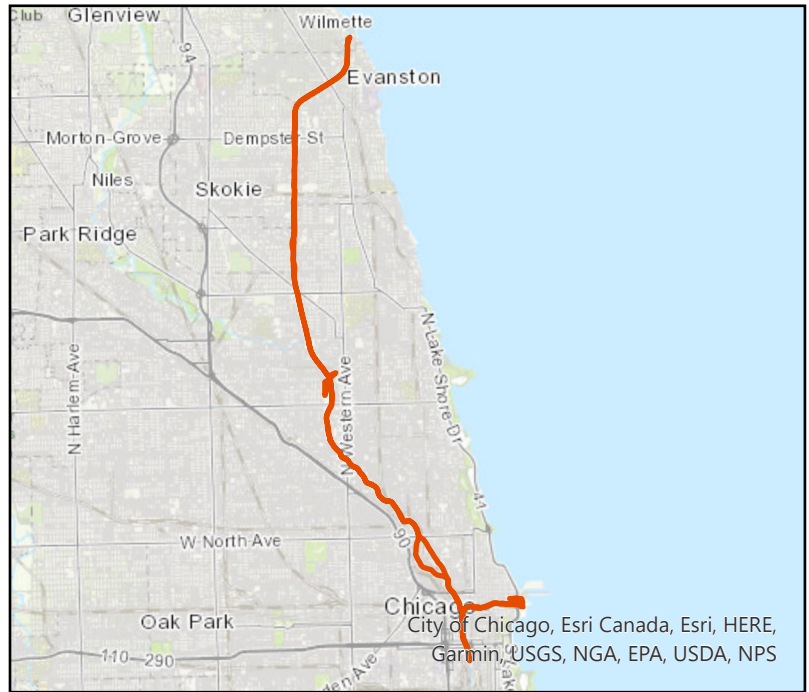 Club
Glenview
Wilmette
94
Evanston
Morton-Grove
Dempster-St
Niles
Skokie
Park Ridge
N-Lake-Shore-Dr
N Harlem-Ave
N Western-Ave
41
W North-Ave
90
Chicago
Oak Park
City of Chicago, Esri Canada, Esri, HERE,
Garmin, USGS, NGA, EPA, USDA, NPS
110-290